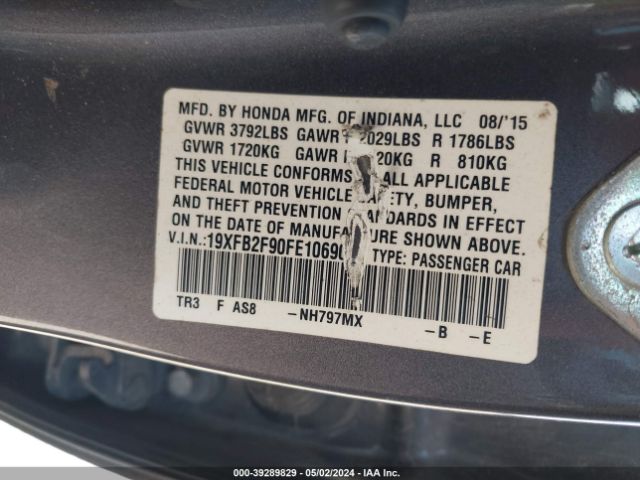 MFD. BY HONDA MFG. OF INDIANA, LLC 08/'15
GVWR 3792LBS GAWR 2029LBS R 1786LBS
GVWR 1720KG GAWR 20KG R 810KG
THIS VEHICLE CONFORMS ALL APPLICABLE
FEDERAL MOTOR VEHICLE SAFETY, BUMPER,
AND THEFT PREVENTION STANDARDS IN EFFECT
ON THE DATE OF MANUFACTURE SHOWN ABOVE.
V.I.N.:19XFB2F90FE1069 TYPE: PASSENGER CAR
TR3 F AS8 -NH797MX -B -E
000-39289829 - 05/02/2024 - IAA Inc.